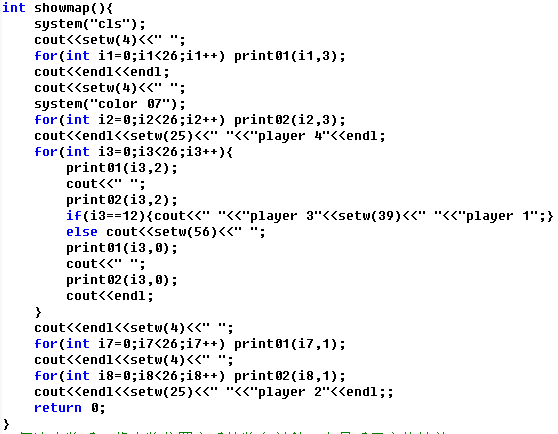 int showmap(){
    system("cls");
    cout<<setw(4)<<" ";
    for(int i1=0;i1<26;i1++) print01(i1,3);
    cout<<endl<<endl;
    cout<<setw(4)<<" ";
    system("color 07");
    for(int i2=0;i2<26;i2++) print02(i2,3);
    cout<<endl<<setw(25)<<" "<<"player 4"<<endl;
    for(int i3=0;i3<26;i3++){
        print01(i3,2);
        cout<<" ";
        print02(i3,2);
        if(i3==12){cout<<" "<<"player 3"<<setw(39)<<" "<<"player 1";}
        else cout<<setw(56)<<" ";
        print01(i3,0);
        cout<<" ";
        print02(i3,0);
        cout<<endl;
    }
    cout<<endl<<setw(4)<<" ";
    for(int i7=0;i7<26;i7++) print01(i7,1);
    cout<<endl<<setw(4)<<" ";
    for(int i8=0;i8<26;i8++) print02(i8,1);
    cout<<endl<<setw(25)<<" "<<"player 2"<<endl;;
    return 0;
}